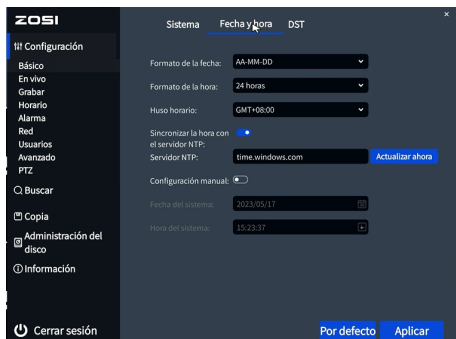 ZOSI
Sistema
Fecha y hora
DST
Configuración
Básico
En vivo
Grabar
Horario
Alarma
Red
Usuarios
Avanzado
PTZ
Buscar
Copia
Administración del
disco
Información
Cerrar sesión
Formato de la fecha: AA-MM-DD
Formato de la hora: 24 horas
Huso horario: GMT+08:00
Sincronizar la hora con
el servidor NTP:
Servidor NTP: time.windows.com Actualizar ahora
Configuración manual:
Fecha del sistema: 2023/05/17
Hora del sistema: 15:23:37
Por defecto Aplicar